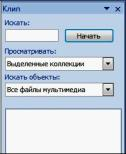 Клип
Искать:
Начать
Просматривать:
Выделенные коллекции
Искать объекты:
Все файлы мультимедиа